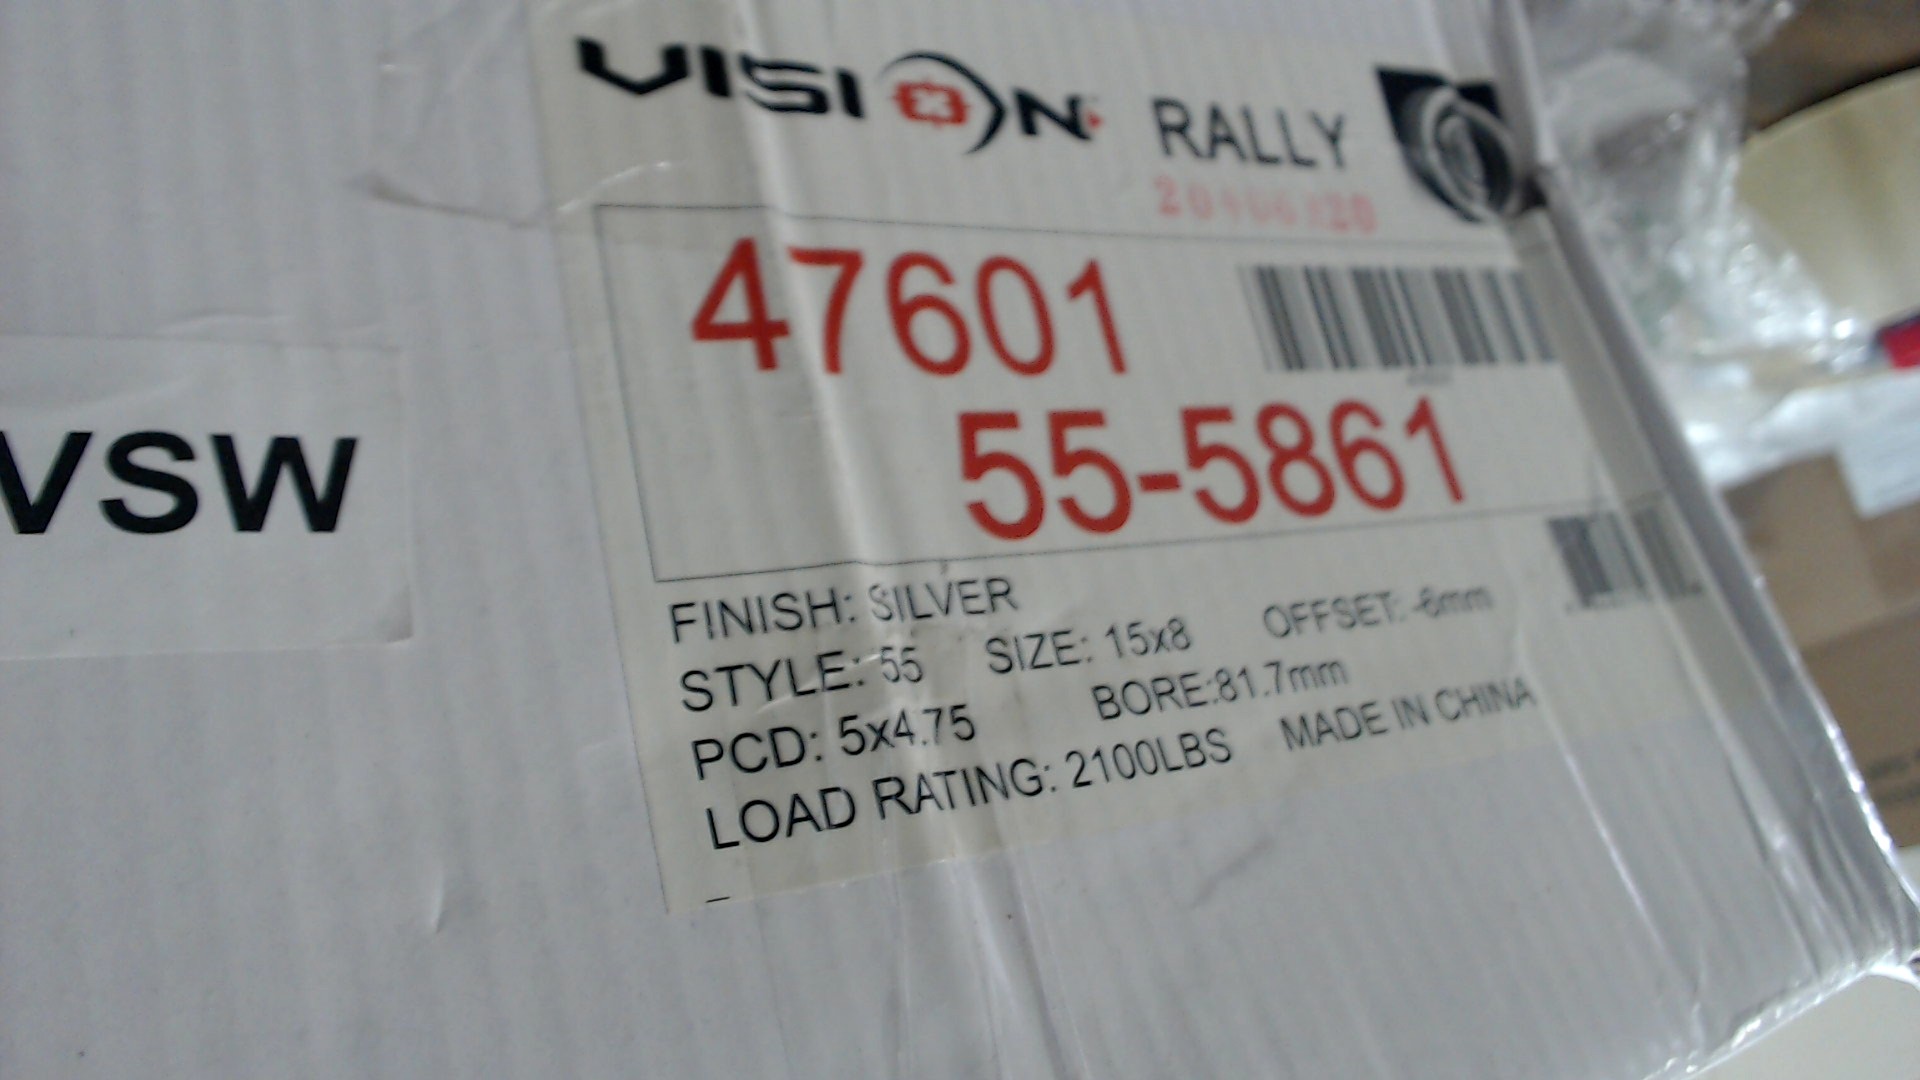 VISION RALLY
47601
55-5861
VSW
FINISH: SILVER
STYLE: 55 SIZE: 15x8 OFFSET: -6mm
PCD: 5x4.75 BORE:81.7mm
LOAD RATING: 2100LBS MADE IN CHINA